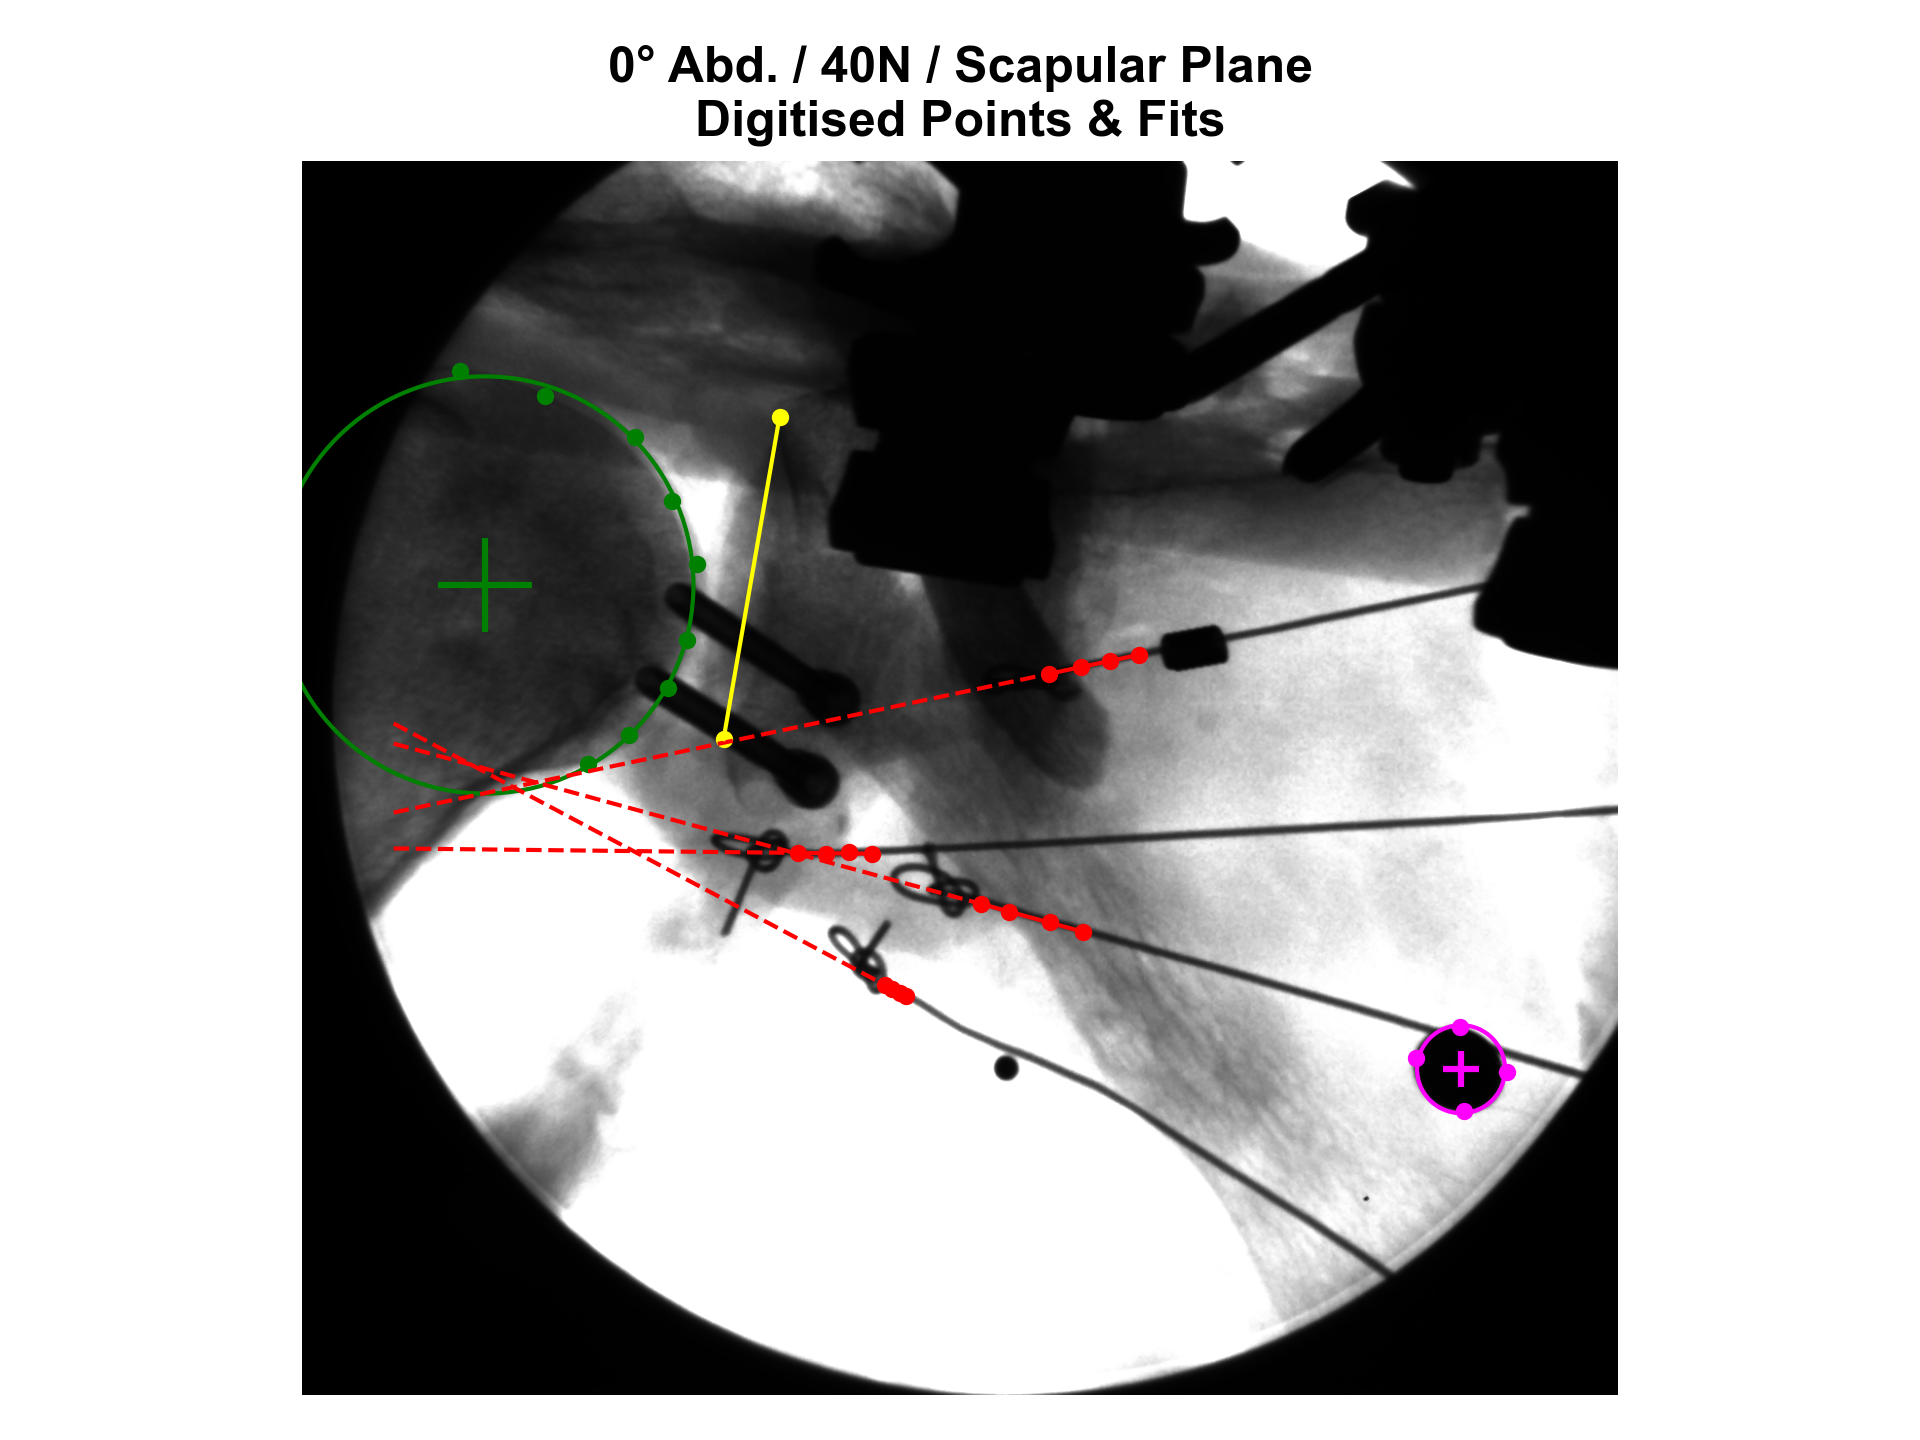 0° Abd. / 40N / Scapular Plane
Digitised Points & Fits